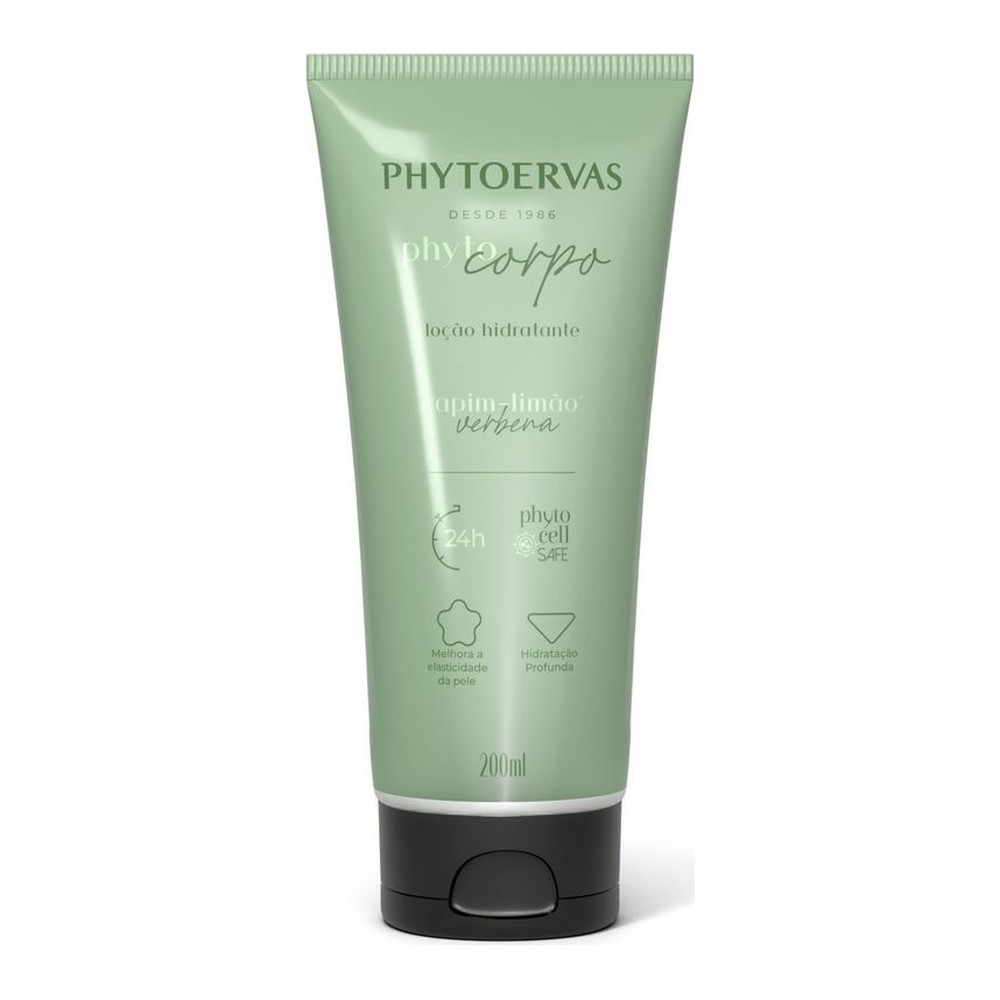 PHYTOERVAS
DESDE 1986
phyto corpo
loção hidratante
capim-limão*
verbena
24h
phyto
cell
SAFE
Melhora a
elasticidade
da pele
Hidratação
Profunda
200ml